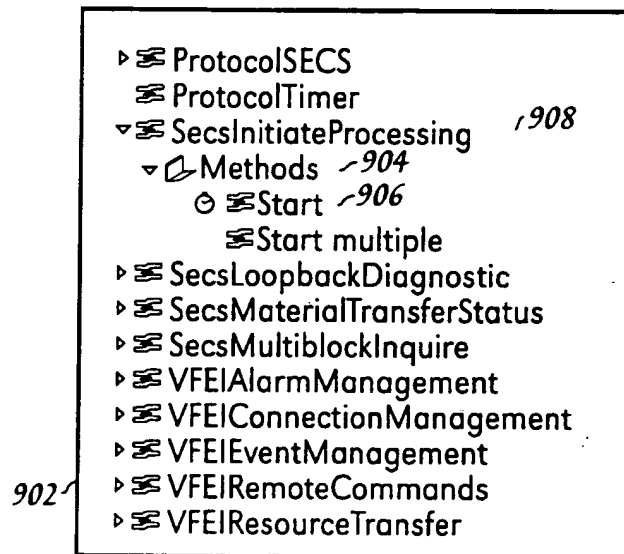 ProtocolSECS
ProtocolTimer
SecsInitiateProcessing 908
Methods 904
Start 906
Start multiple
SecsLoopbackDiagnostic
SecsMaterialTransferStatus
SecsMultiblockInquire
VFEIAlarmManagement
VFEIConnectionManagement
VFEIEventManagement
902 VFEIRemoteCommands
VFEIResourceTransfer